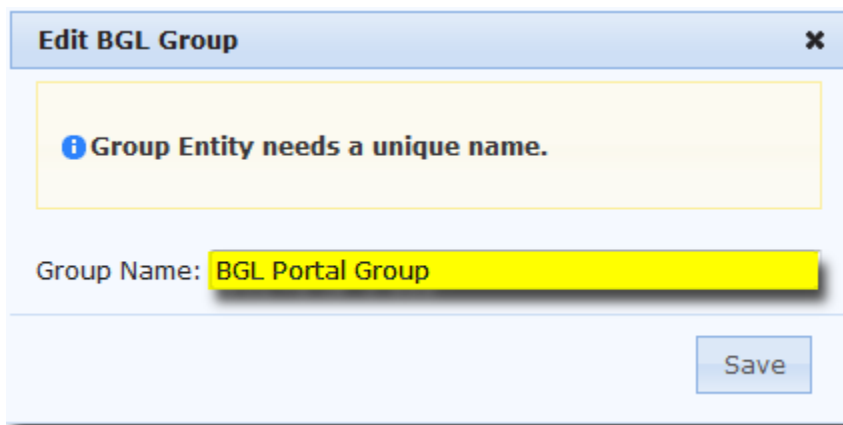 Edit BGL Group
Group Entity needs a unique name.
Group Name: BGL Portal Group
Save